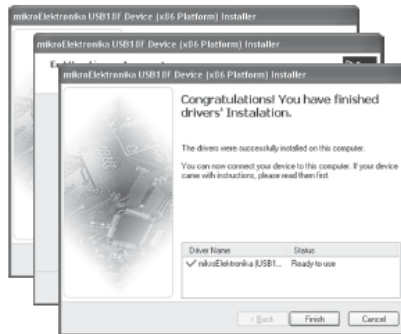 mikroElektronika USB18F Device (x86 Platform) Installer
mikroElektronika USB18F Device (x86 Platform) Installer
mikroElektronika USB18F Device (x86 Platform) Installer
Congratulations! You have finished
drivers' Instalation.
The drivers were successfully installed on this computer.
You can now connect your device to this computer. If your device
came with instructions, please read them first.
Driver Name Status
mikroElektronika (USB1... Ready to use
< Back Finish Cancel